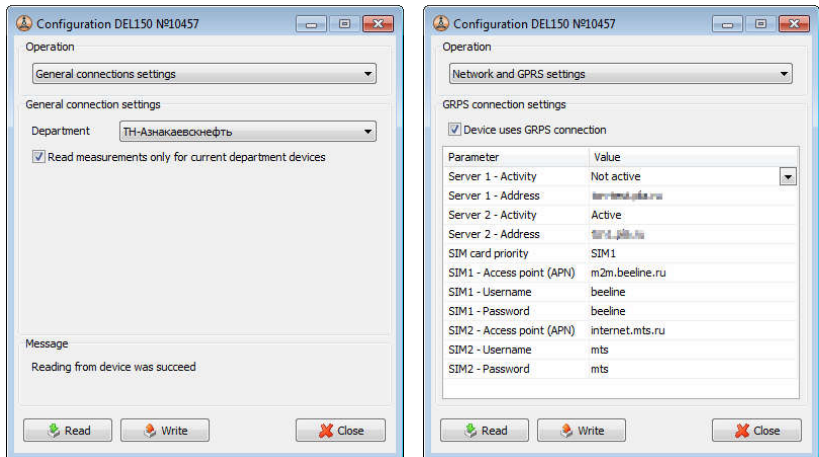 Configuration DEL150 №10457
Operation
General connections settings
General connection settings
Department ТН-Азнакаевскнефть
Read measurements only for current department devices
Message
Reading from device was succeed
Read Write Close
Configuration DEL150 №10457
Operation
Network and GPRS settings
GRPS connection settings
Device uses GRPS connection
Parameter Value
Server 1 - Activity Not active
Server 1 - Address
Server 2 - Activity Active
Server 2 - Address
SIM card priority SIM1
SIM1 - Access point (APN) m2m.beeline.ru
SIM1 - Username beeline
SIM1 - Password beeline
SIM2 - Access point (APN) internet.mts.ru
SIM2 - Username mts
SIM2 - Password mts
Read Write Close